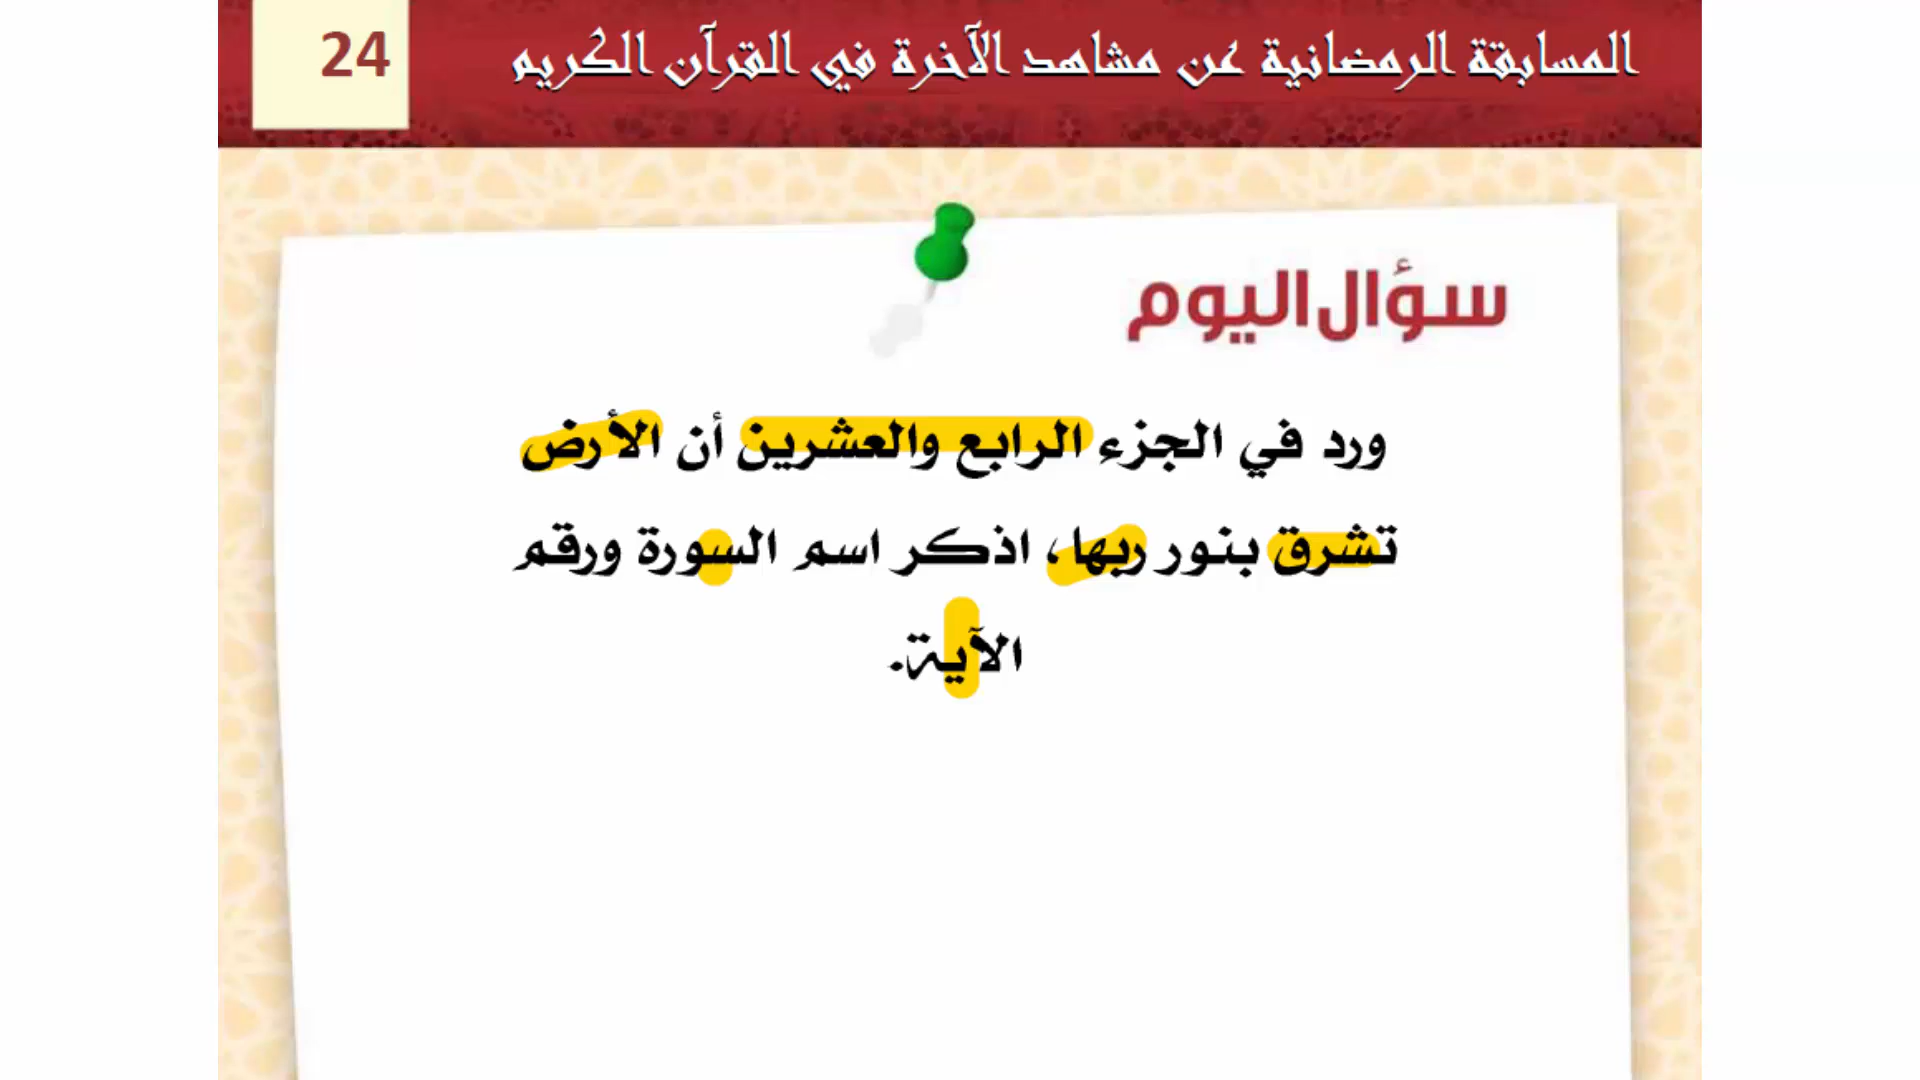 المسابقة الرمضانية عن مشاهد الآخرة في القرآن الكريم
24
سؤال اليوم
ورد في الجزء الرابع والعشرين أن الأرض
تشرق بنور ربها، اذكر اسم السورة ورقم
الآية.